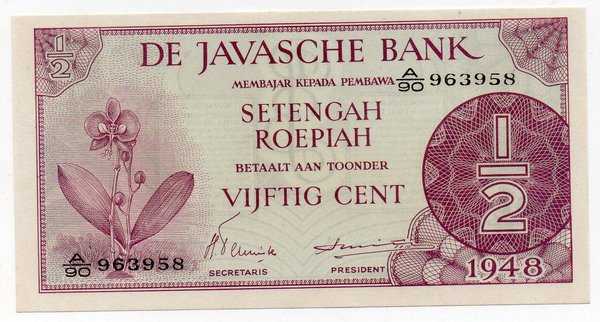 1/2
DE JAVASCHE BANK
MEMBAJAR KEPADA PEMBAWA
A/90 963958
SETENGAH
ROEPIAH
BETAALT AAN TOONDER
VIJFTIG CENT
1/2
A/90 963958
SECRETARIS
PRESIDENT
1948